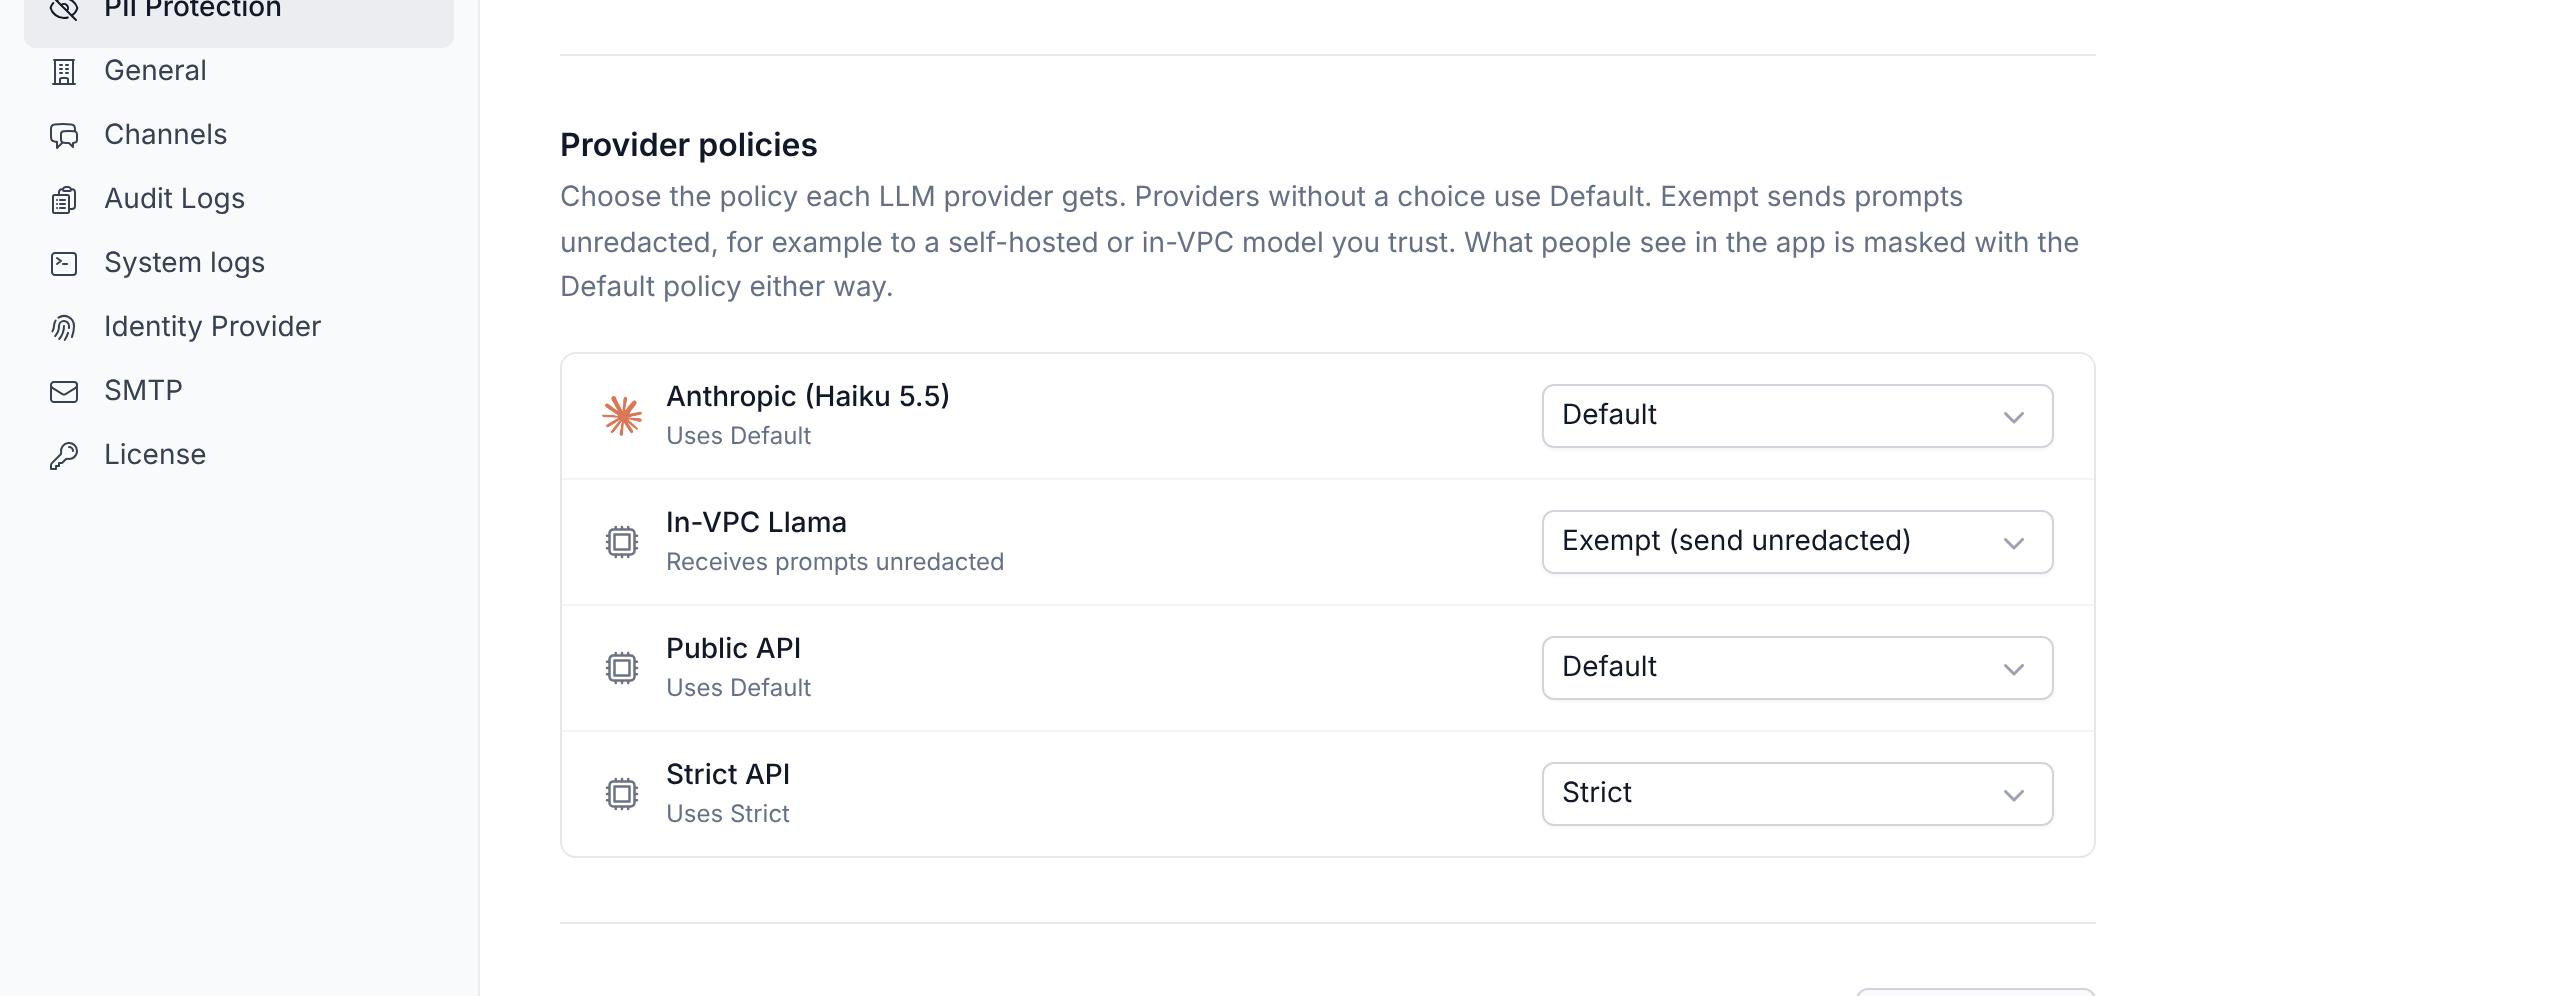 PII Protection
General
Channels
Audit Logs
System logs
Identity Provider
SMTP
License
Provider policies
Choose the policy each LLM provider gets. Providers without a choice use Default. Exempt sends prompts
unredacted, for example to a self-hosted or in-VPC model you trust. What people see in the app is masked with the
Default policy either way.
Anthropic (Haiku 5.5)
Uses Default
Default
In-VPC Llama
Receives prompts unredacted
Exempt (send unredacted)
Public API
Uses Default
Default
Strict API
Uses Strict
Strict